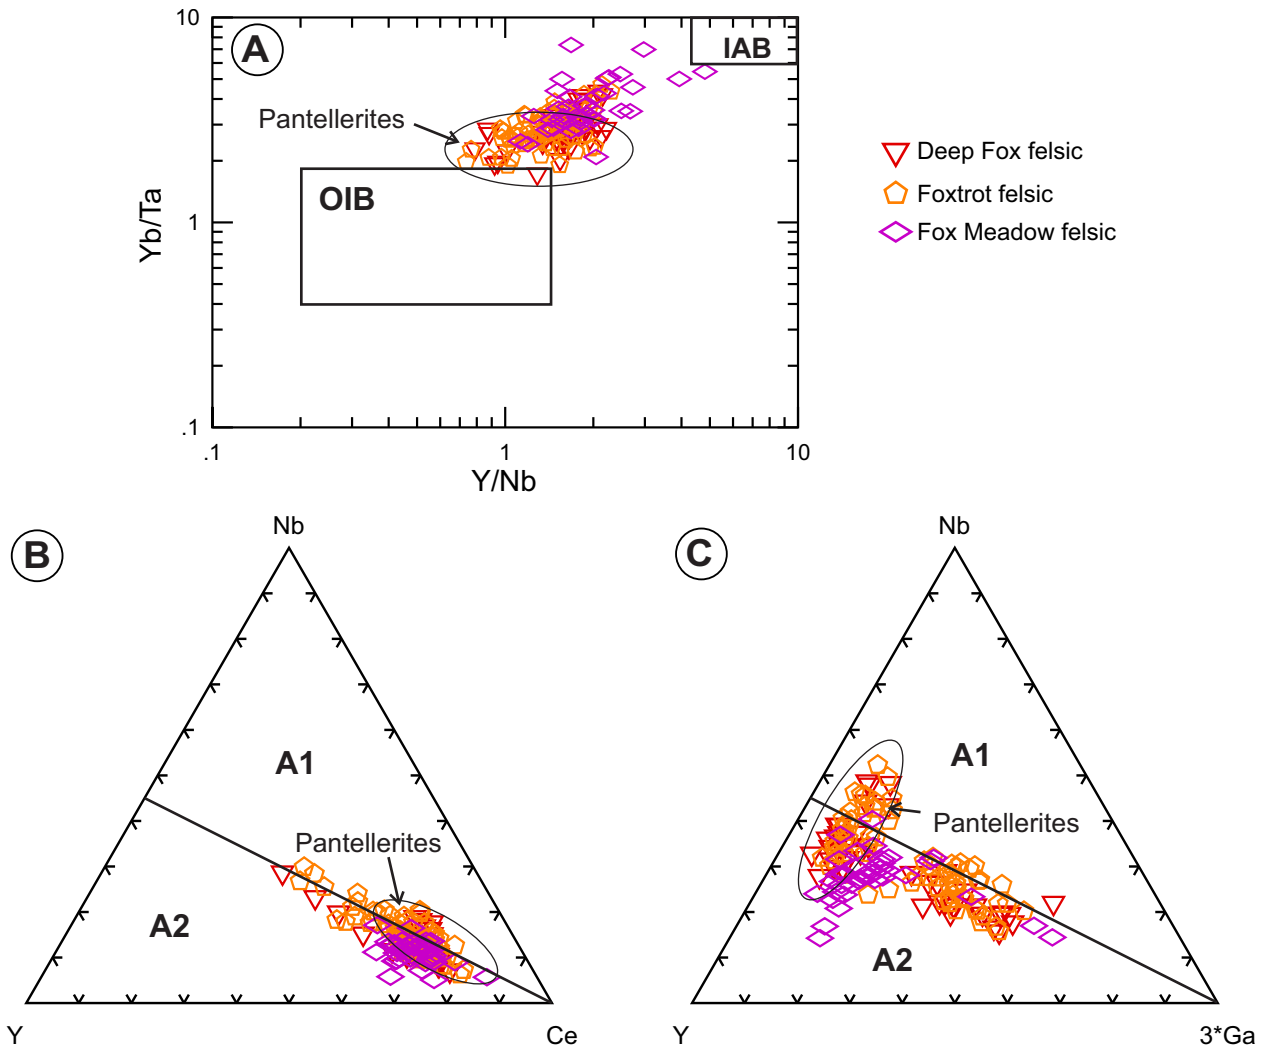 A
10
IAB
Pantellerites
OIB
1
.1
Yb/Ta
.1
1
10
Y/Nb
Deep Fox felsic
Foxtrot felsic
Fox Meadow felsic
B
Nb
A1
Pantellerites
A2
Y
Ce
C
Nb
A1
Pantellerites
A2
Y
3*Ga